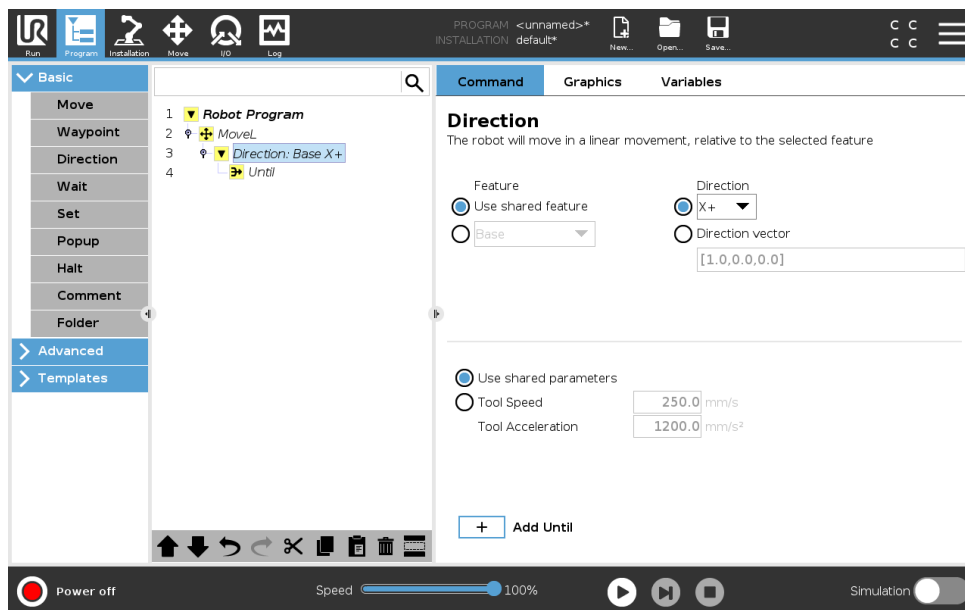 UR
Run
Program
Installation
Move
I/O
Log
PROGRAM <unnamed>*
INSTALLATION default*
New...
Open...
Save...
C C
C C
Basic
Move
Waypoint
Direction
Wait
Set
Popup
Halt
Comment
Folder
Advanced
Templates
1 Robot Program
2 MoveL
3 Direction: Base X+
4 Until
Command Graphics Variables
Direction
The robot will move in a linear movement, relative to the selected feature
Feature
Use shared feature
Base
Direction
X+
Direction vector
[1.0,0.0,0.0]
Use shared parameters
Tool Speed 250.0 mm/s
Tool Acceleration 1200.0 mm/s²
+ Add Until
Power off
Speed 100%
Simulation